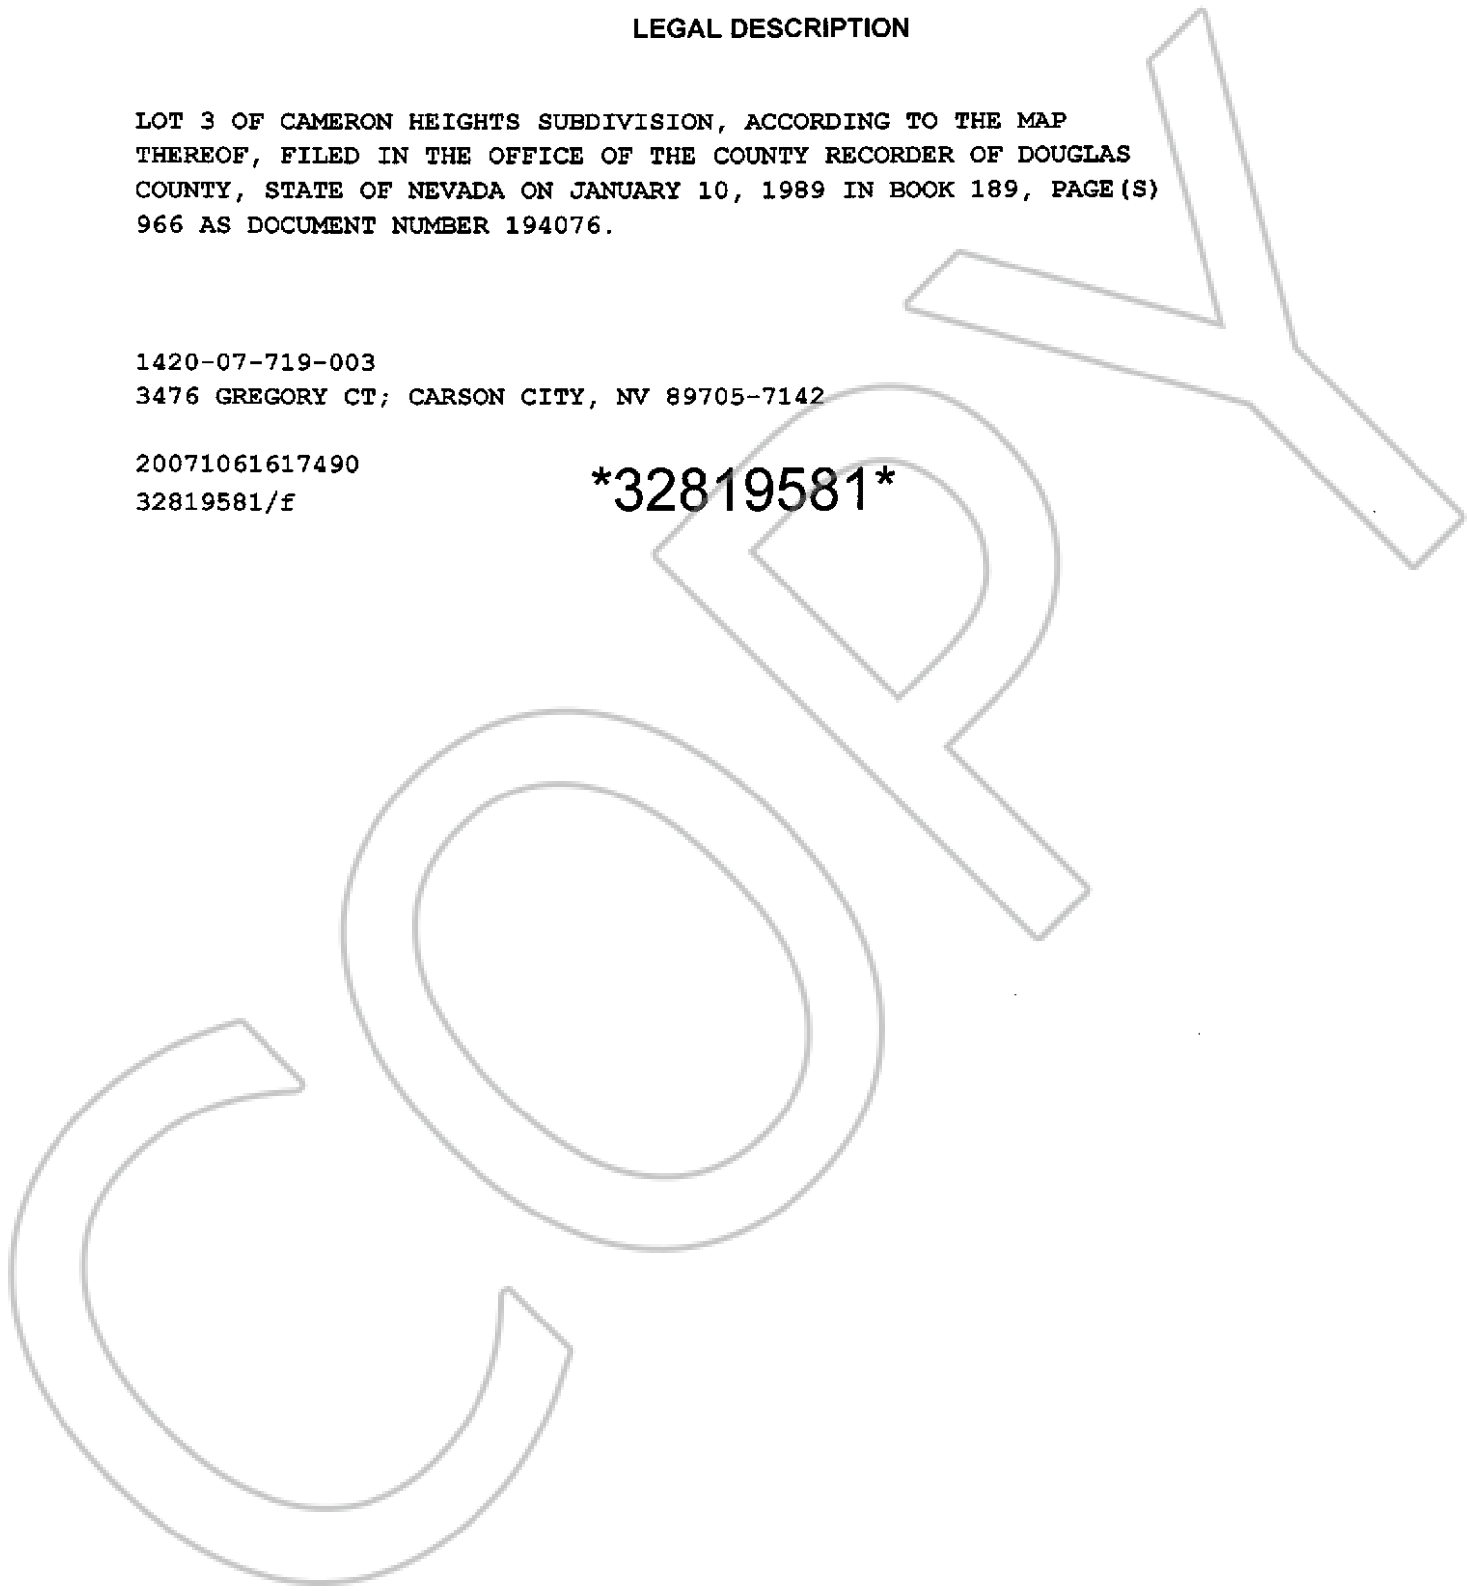 LEGAL DESCRIPTION
LOT 3 OF CAMERON HEIGHTS SUBDIVISION, ACCORDING TO THE MAP
THEREOF, FILED IN THE OFFICE OF THE COUNTY RECORDER OF DOUGLAS
COUNTY, STATE OF NEVADA ON JANUARY 10, 1989 IN BOOK 189, PAGE(S)
966 AS DOCUMENT NUMBER 194076.
1420-07-719-003
3476 GREGORY CT; CARSON CITY, NV 89705-7142
20071061617490
32819581/f
*32819581*
COPY